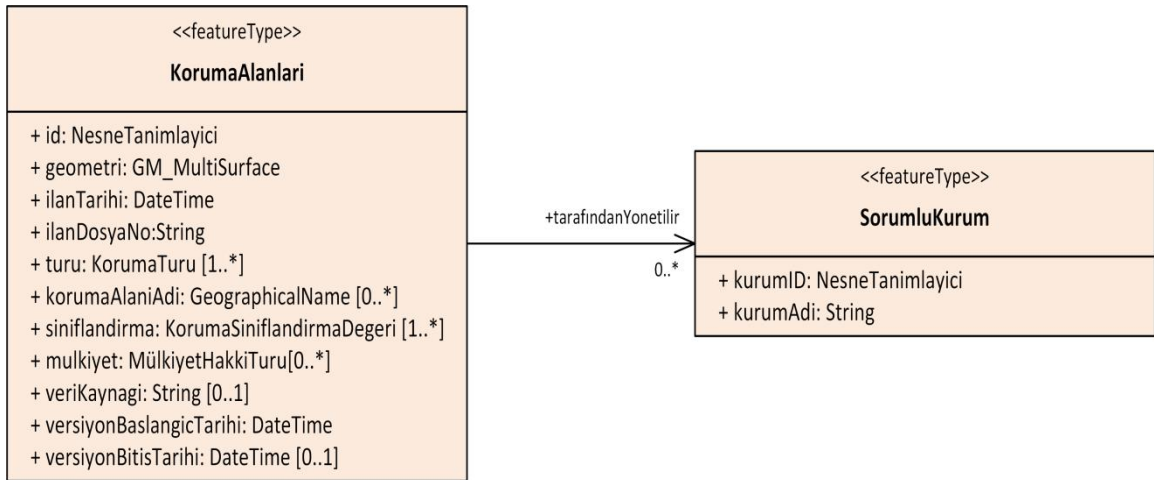 <<featureType>>
KorumaAlanlari
+ id: NesneTanimlayici
+ geometri: GM_MultiSurface
+ ilanTarihi: DateTime
+ ilanDosyaNo:String
+ turu: KorumaTuru [1..*]
+ korumaAlaniAdi: GeographicalName [0..*]
+ siniflandirma: KorumaSiniflandirmaDegeri [1..*]
+ mulkiyet: MülkiyetHakkiTuru[0..*]
+ veriKaynagi: String [0..1]
+ versiyonBaslangicTarihi: DateTime
+ versiyonBitisTarihi: DateTime [0..1]
+tarafındanYonetilir
0..*
<<featureType>>
SorumluKurum
+ kurumID: NesneTanimlayici
+ kurumAdi: String